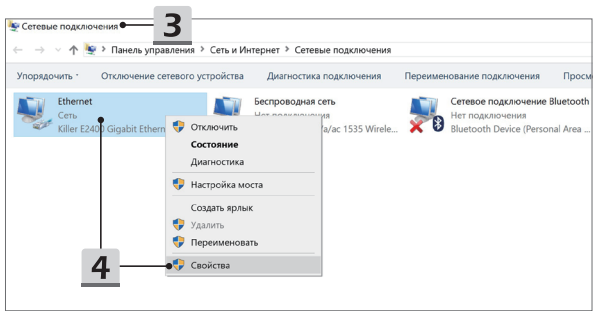 Сетевые подключения
3
Панель управления > Сеть и Интернет > Сетевые подключения
Упорядочить Отключение сетевого устройства Диагностика подключения Переименование подключения Просм
Ethernet
Сеть
Killer E2400 Gigabit Ethern
Беспроводная сеть
Нет подключения
a/ac 1535 Wirele...
Сетевое подключение Bluetooth
Нет подключения
Bluetooth Device (Personal Area ...
Отключить
Состояние
Диагностика
Настройка моста
Создать ярлык
Удалить
Переименовать
Свойства
4